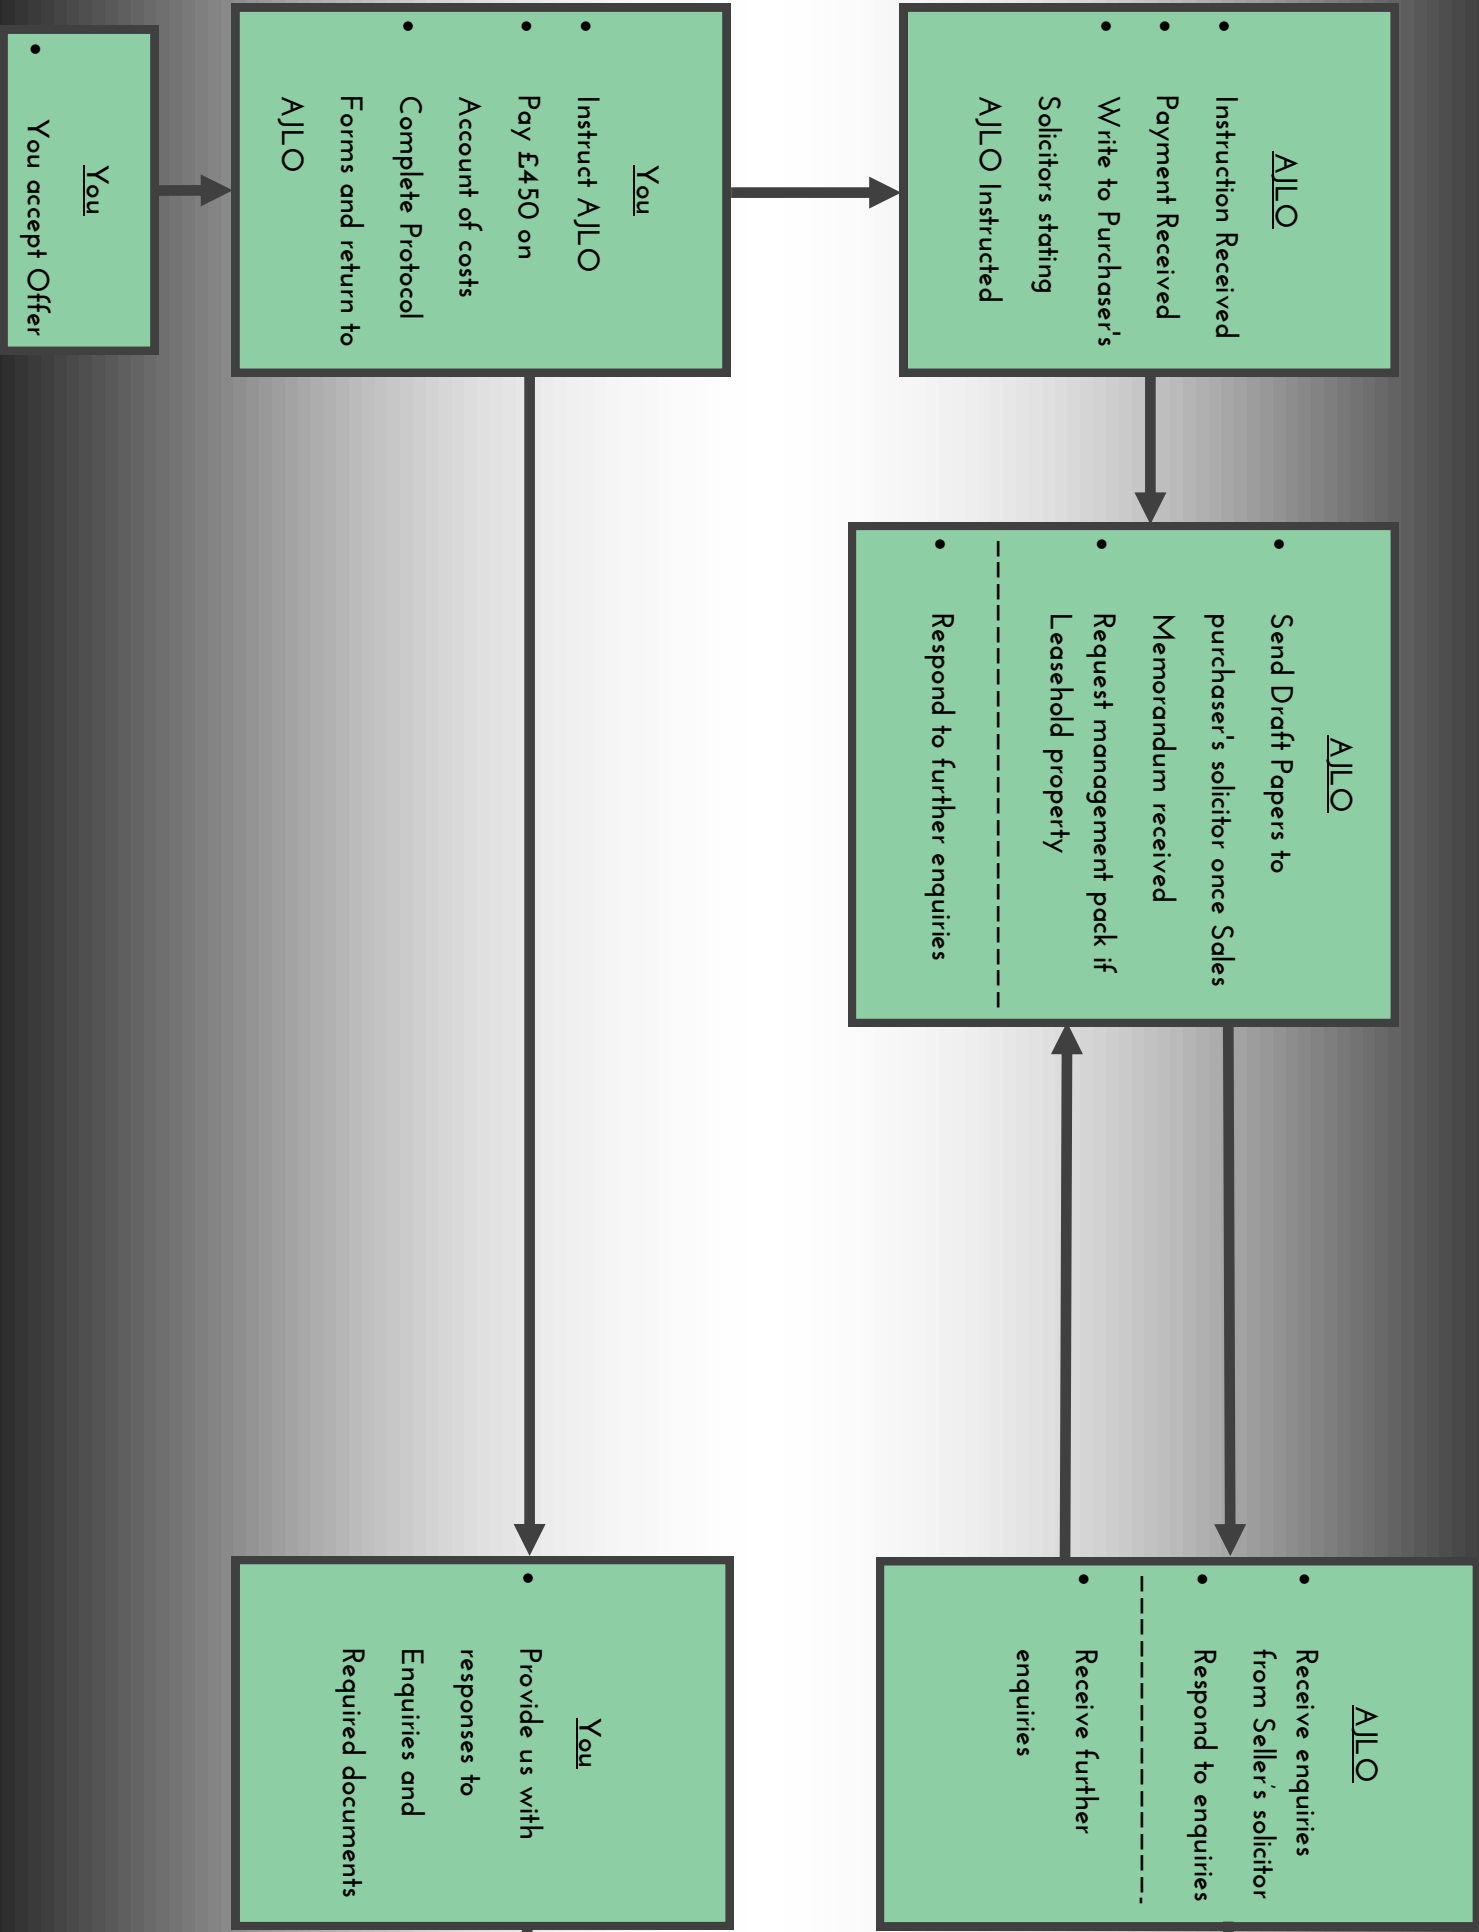 AJLO
Instruction Received
Payment Received
Write to Purchaser's
Solicitors stating
AJLO Instructed
AJLO
Send Draft Papers to
purchaser's solicitor once Sales
Memorandum received
Request management pack if
Leasehold property
Respond to further enquiries
AJLO
Receive enquiries
from Seller's solicitor
Respond to enquiries
Receive further
enquiries
You
Instruct AJLO
Pay £450 on
Account of costs
Complete Protocol
Forms and return to
AJLO
You
Provide us with
responses to
Enquiries and
Required documents
You
You accept Offer